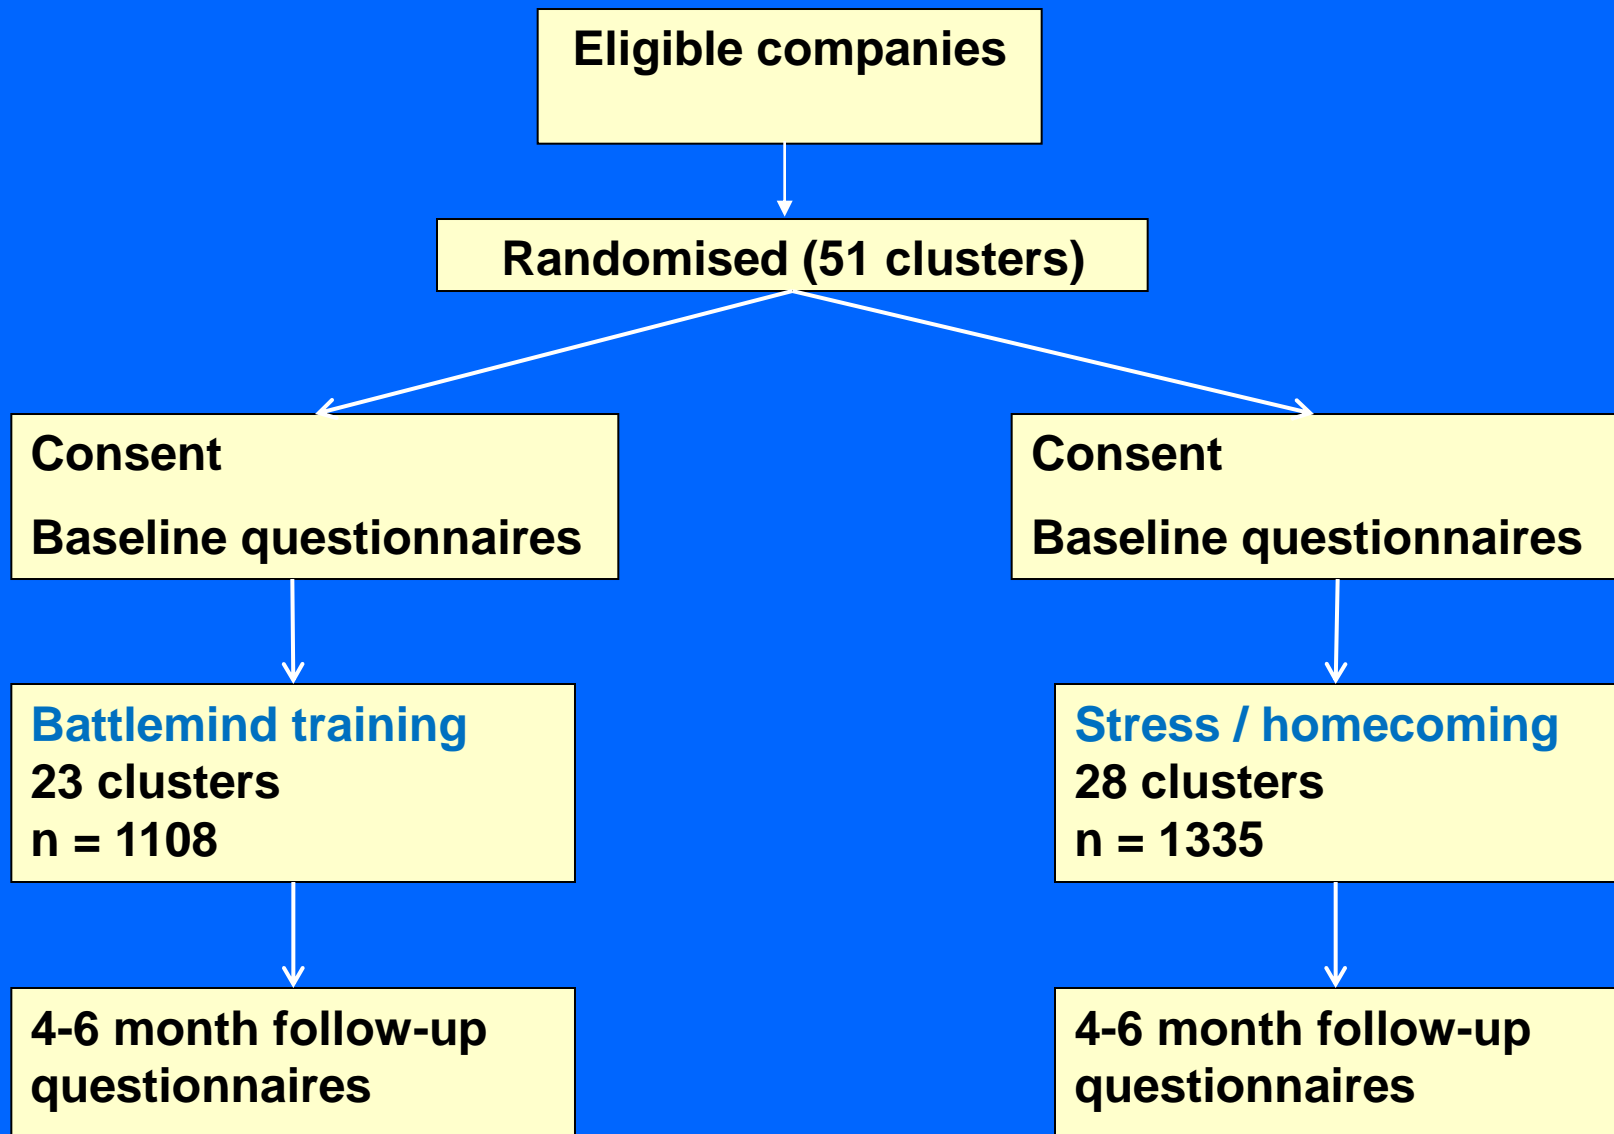 Eligible companies
Randomised (51 clusters)
Consent
Baseline questionnaires
Consent
Baseline questionnaires
Battlemind training
23 clusters
n = 1108
Stress / homecoming
28 clusters
n = 1335
4-6 month follow-up
questionnaires
4-6 month follow-up
questionnaires